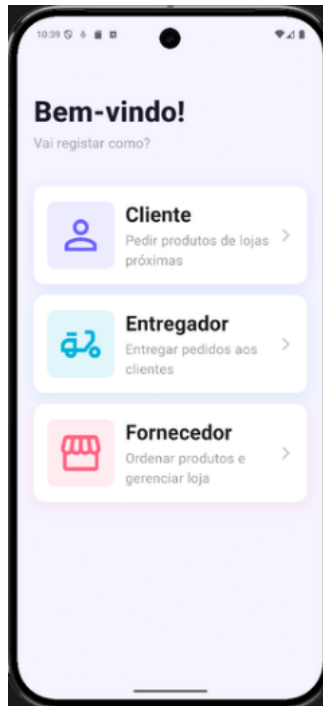 10:39
Bem-vindo!
Vai registar como?
Cliente
Pedir produtos de lojas
próximas
Entregador
Entregar pedidos aos
clientes
Fornecedor
Ordenar produtos e
gerenciar loja